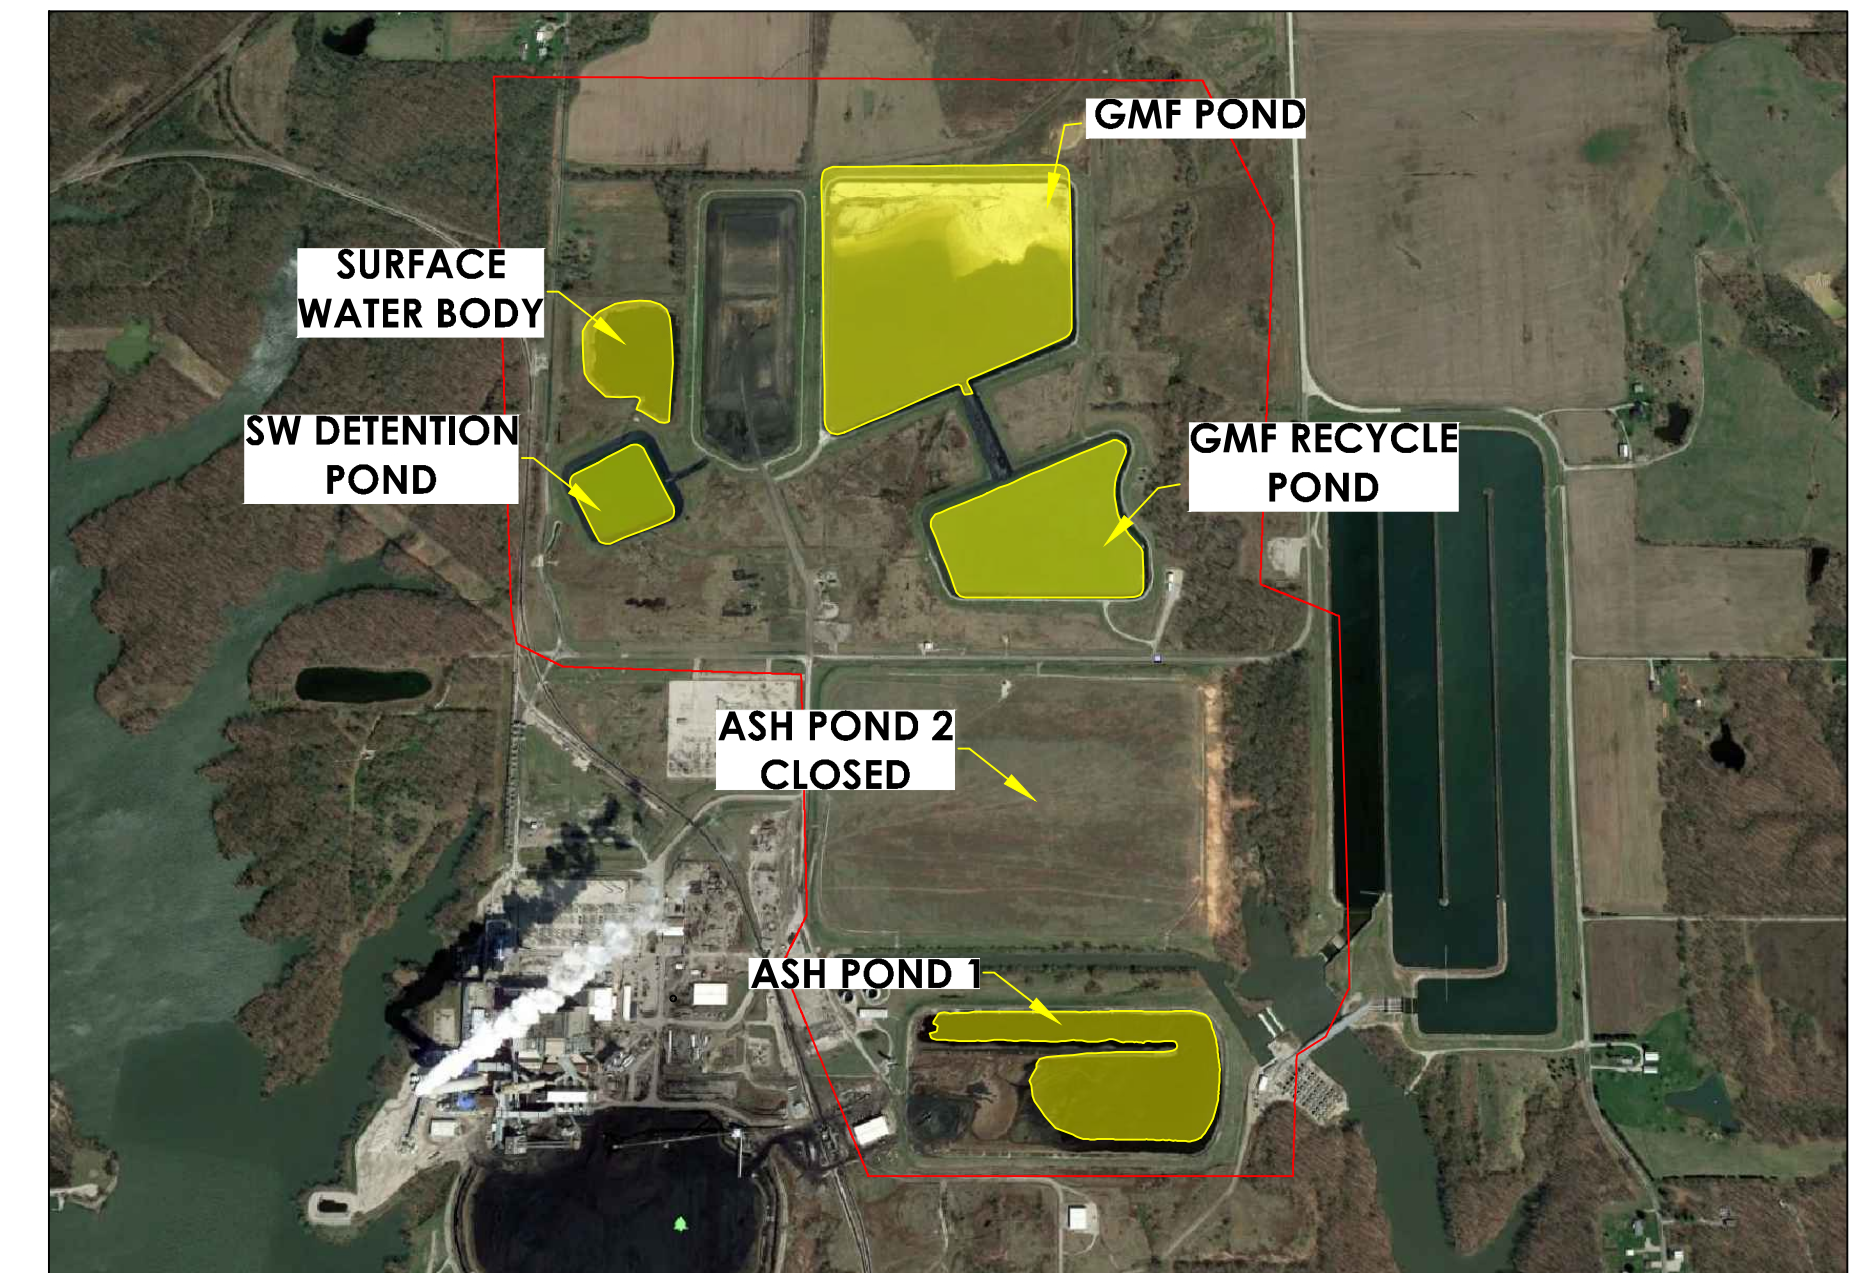 GMF POND
SURFACE
WATER BODY
SW DETENTION
POND
GMF RECYCLE
POND
ASH POND 2
CLOSED
ASH POND 1